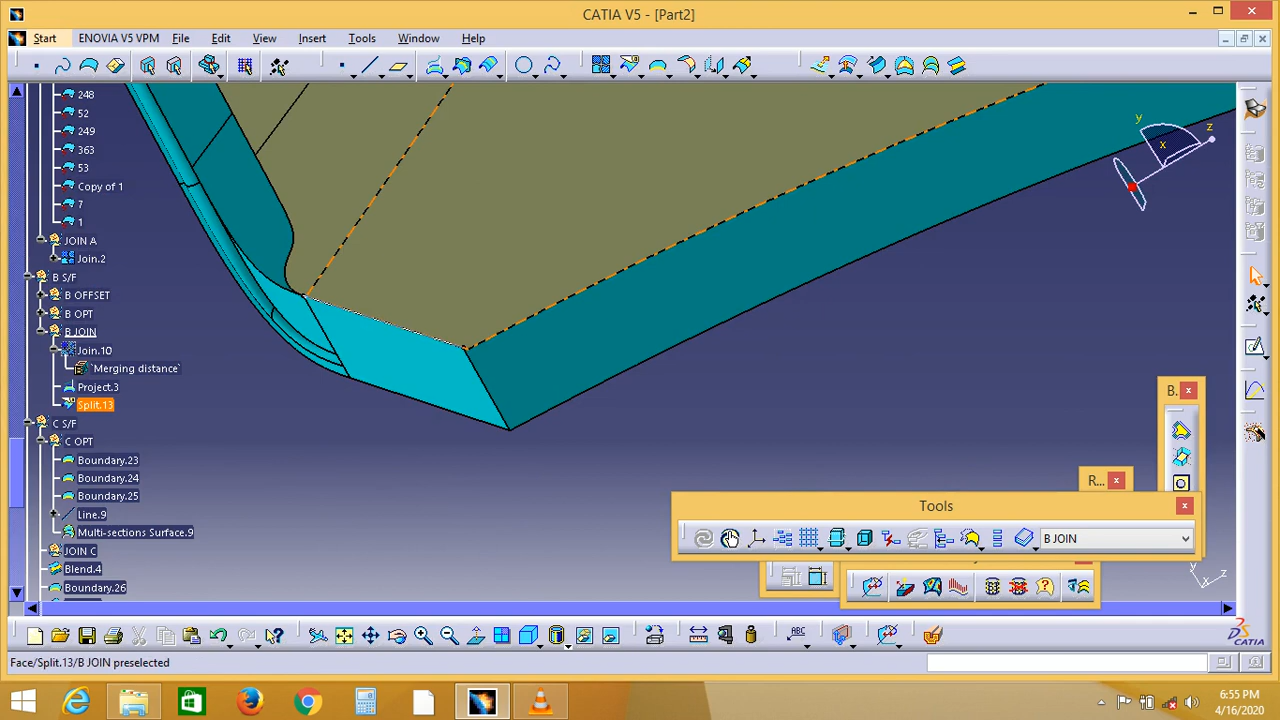 CATIA V5 - [Part2]
Start ENOVIA V5 VPM File Edit View Insert Tools Window Help
248
52
249
363
53
Copy of 1
7
1
JOIN A
Join.2
B S/F
B OFFSET
B OPT
B JOIN
Join.10
`Merging distance`
Project.3
Split.13
C S/F
C OPT
Boundary.23
Boundary.24
Boundary.25
Line.9
Multi-sections Surface.9
JOIN C
Blend.4
Boundary.26
y z
x
B.
R...
Tools
B JOIN
y
x z
ABC
CATIA
Face/Split.13/B JOIN preselected
6:55 PM
4/16/2020